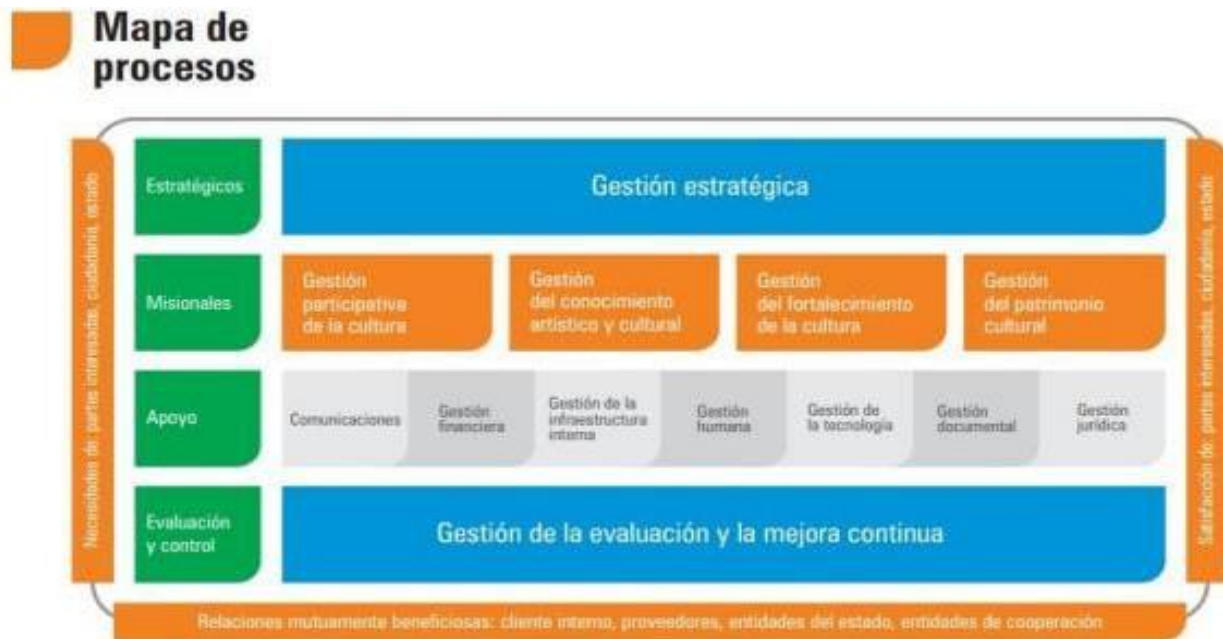 Mapa de
procesos
Necesidades de: partes interesadas, ciudadanía, estado
Estratégicos
Gestión estratégica
Misionales
Gestión
participativa
de la cultura
Gestión
del conocimiento
artístico y cultural
Gestión
del fortalecimiento
de la cultura
Gestión
del patrimonio
cultural
Apoyo
Comunicaciones
Gestión
financiera
Gestión de la
infraestructura
interna
Gestión
humana
Gestión de
la tecnología
Gestión
documental
Gestión
jurídica
Evaluación
y control
Gestión de la evaluación y la mejora continua
Satisfacción de: partes interesadas, ciudadanía, estado
Relaciones mutuamente beneficiosas: cliente interno, proveedores, entidades del estado, entidades de cooperación